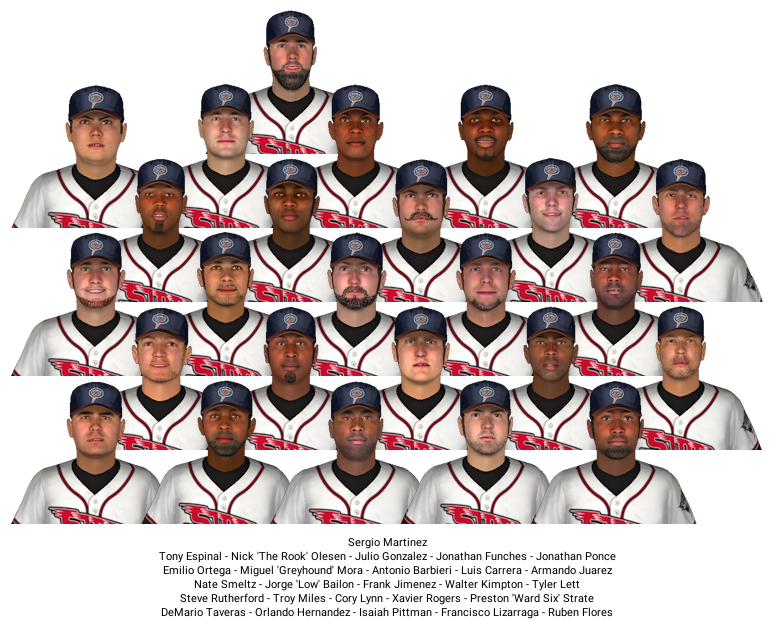 Sergio Martinez
Tony Espinal - Nick 'The Rook' Olesen - Julio Gonzalez - Jonathan Funches - Jonathan Ponce
Emilio Ortega - Miguel 'Greyhound' Mora - Antonio Barbieri - Luis Carrera - Armando Juarez
Nate Smeltz - Jorge 'Low' Bailon - Frank Jimenez - Walter Kimpton - Tyler Lett
Steve Rutherford - Troy Miles - Cory Lynn - Xavier Rogers - Preston 'Ward Six' Strate
DeMario Taveras - Orlando Hernandez - Isaiah Pittman - Francisco Lizarraga - Ruben Flores